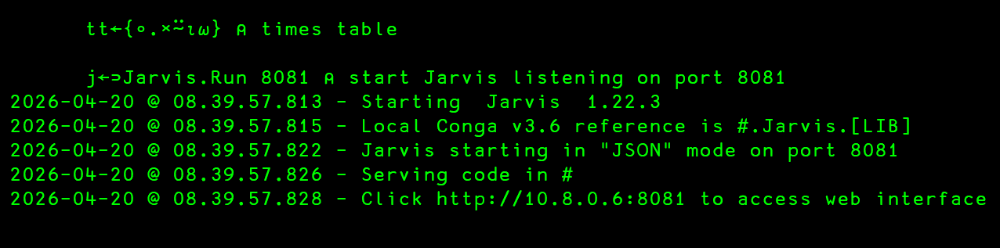 tt←{∘.×⍨⍳⍵} ⍝ times table
      j←⊃Jarvis.Run 8081 ⍝ start Jarvis listening on port 8081
2026-04-20 @ 08.39.57.813 - Starting  Jarvis  1.22.3
2026-04-20 @ 08.39.57.815 - Local Conga v3.6 reference is #.Jarvis.[LIB]
2026-04-20 @ 08.39.57.822 - Jarvis starting in "JSON" mode on port 8081
2026-04-20 @ 08.39.57.826 - Serving code in #
2026-04-20 @ 08.39.57.828 - Click http://10.8.0.6:8081 to access web interface